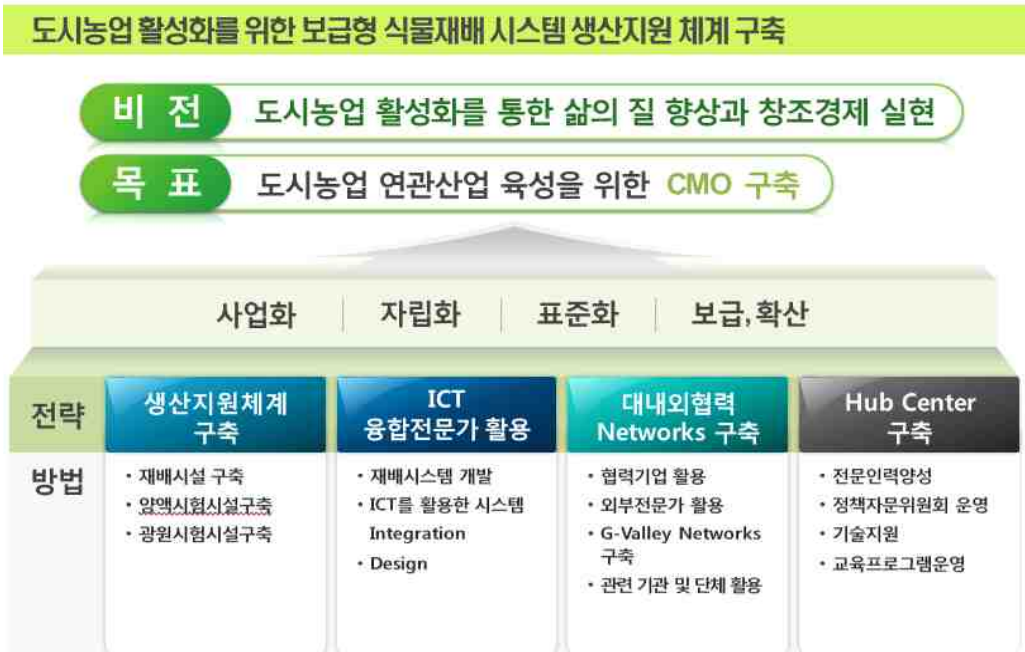 도시농업 활성화를 위한 보급형 식물재배 시스템 생산지원 체계 구축
비 전 도시농업 활성화를 통한 삶의 질 향상과 창조경제 실현
목 표 도시농업 연관산업 육성을 위한 CMO 구축
사업화 | 자립화 | 표준화 | 보급,확산
전략
생산지원체계
구축
ICT
융합전문가 활용
대내외협력
Networks 구축
Hub Center
구축
방법
· 재배시설 구축
· 양액시험시설구축
· 광원시험시설구축
· 재배시스템 개발
· ICT를 활용한 시스템
Integration
· Design
· 협력기업 활용
· 외부전문가 활용
· G-Valley Networks
구축
· 관련 기관 및 단체 활용
· 전문인력양성
· 정책자문위원회 운영
· 기술지원
· 교육프로그램운영